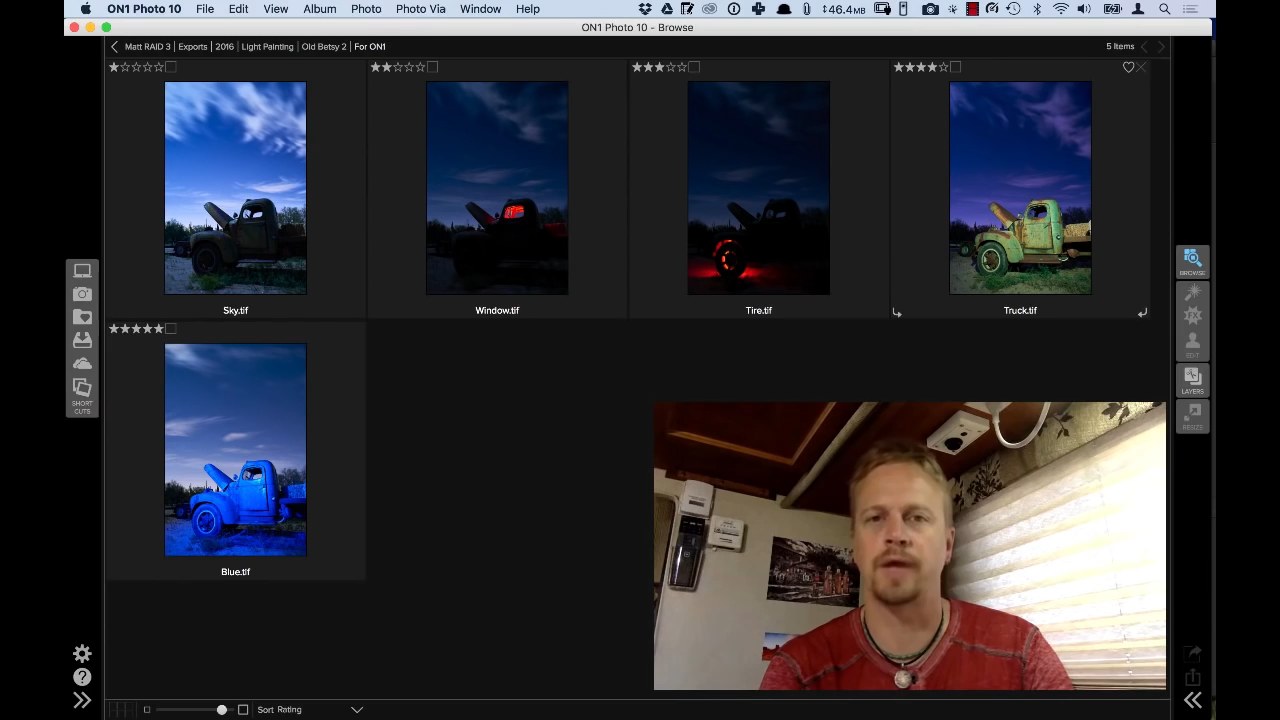 ON1 Photo 10 File Edit View Album Photo Photo Via Window Help 46.4MB
ON1 Photo 10 - Browse
Matt RAID 3 | Exports | 2016 | Light Painting | Old Betsy 2 | For ON1 5 Items
Sky.tif Window.tif Tire.tif Truck.tif
Blue.tif
SHORT
CUTS
BROWSE
EDIT
LAYERS
RESIZE
Sort Rating